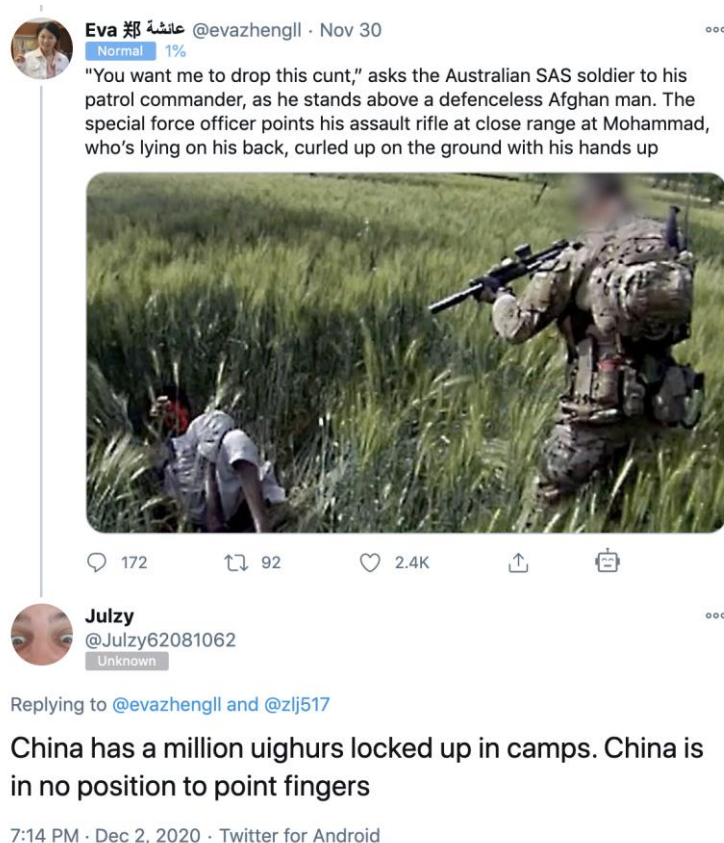 Eva 郑 عائشة @evazhengll · Nov 30
Normal 1%
"You want me to drop this cunt,” asks the Australian SAS soldier to his
patrol commander, as he stands above a defenceless Afghan man. The
special force officer points his assault rifle at close range at Mohammad,
who’s lying on his back, curled up on the ground with his hands up
172 92 2.4K
Julzy
@Julzy62081062
Unknown
Replying to @evazhengll and @zlj517
China has a million uighurs locked up in camps. China is
in no position to point fingers
7:14 PM · Dec 2, 2020 · Twitter for Android